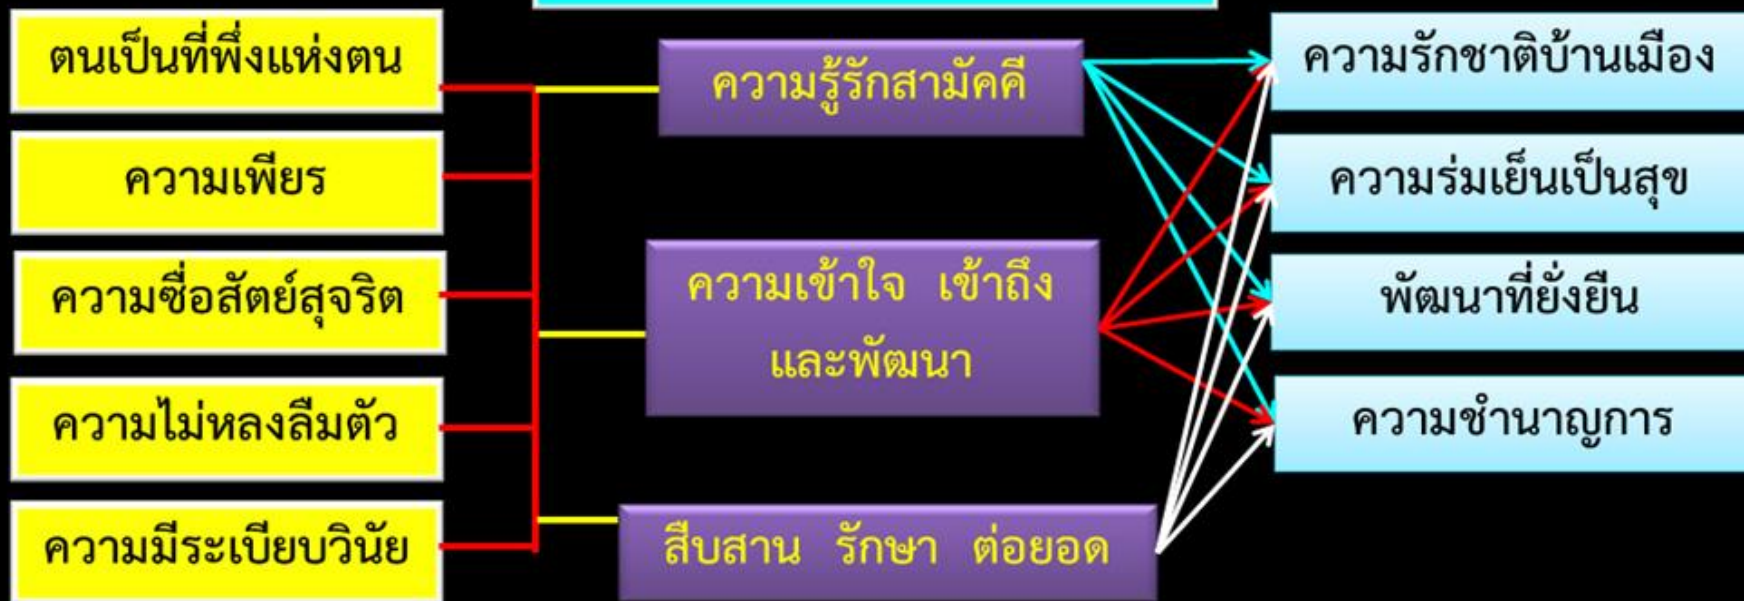 ตนเป็นที่พึ่งแห่งตน
ความเพียร
ความซื่อสัตย์สุจริต
ความไม่หลงลืมตัว
ความมีระเบียบวินัย
ความรู้รักสามัคคี
ความเข้าใจ เข้าถึง
และพัฒนา
สืบสาน รักษา ต่อยอด
ความรักชาติบ้านเมือง
ความร่มเย็นเป็นสุข
พัฒนาที่ยั่งยืน
ความชำนาญการ